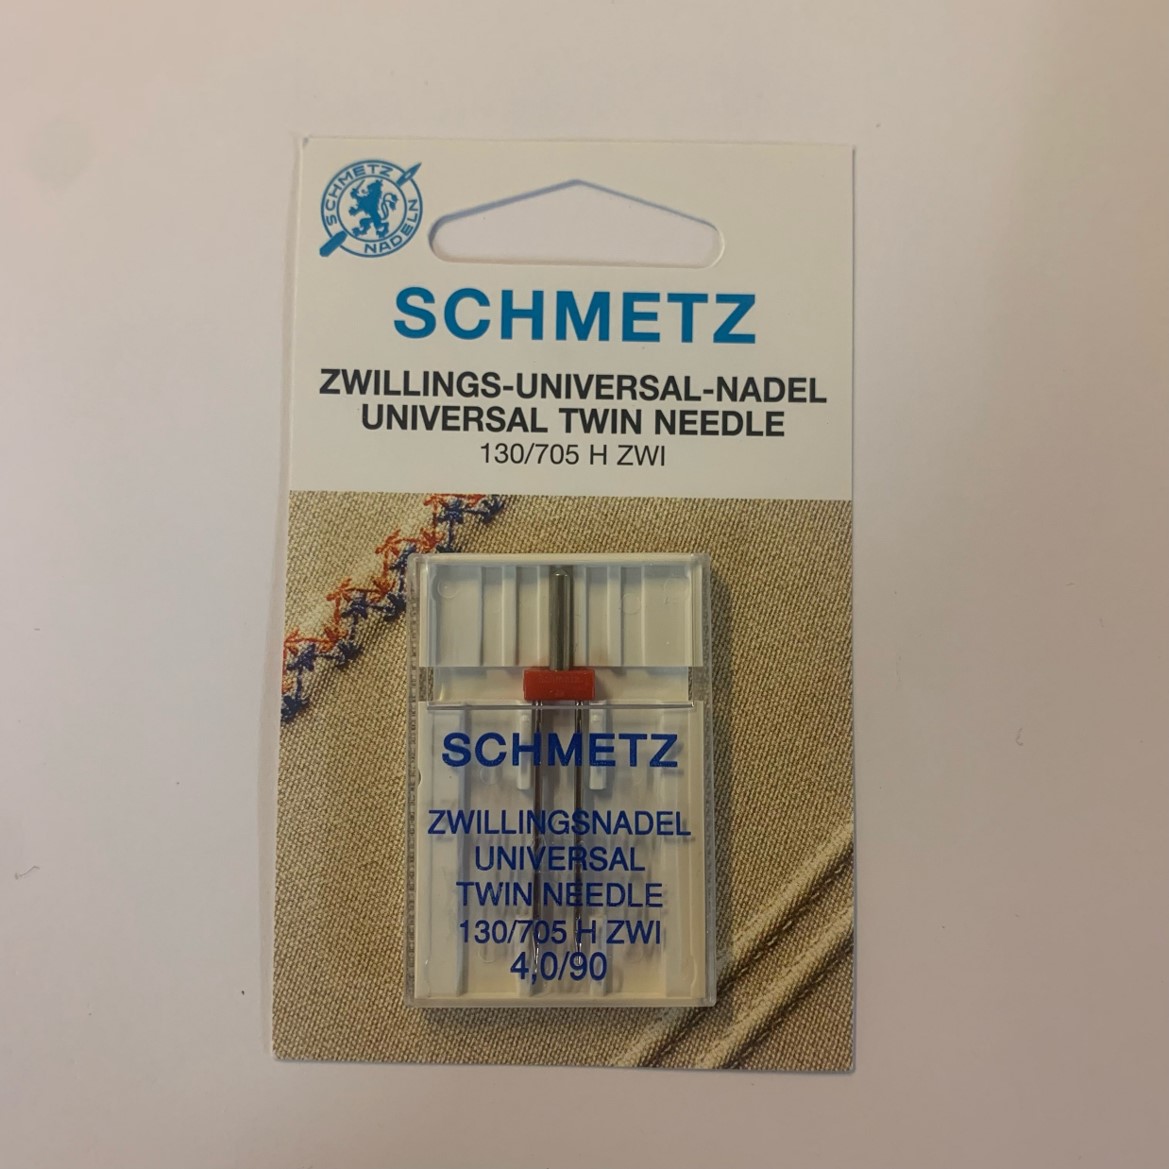 SCHMETZ
NADELN
SCHMETZ
ZWILLINGS-UNIVERSAL-NADEL
UNIVERSAL TWIN NEEDLE
130/705 H ZWI
SCHMETZ
ZWILLINGSNADEL
UNIVERSAL
TWIN NEEDLE
130/705 H ZWI
4,0/90